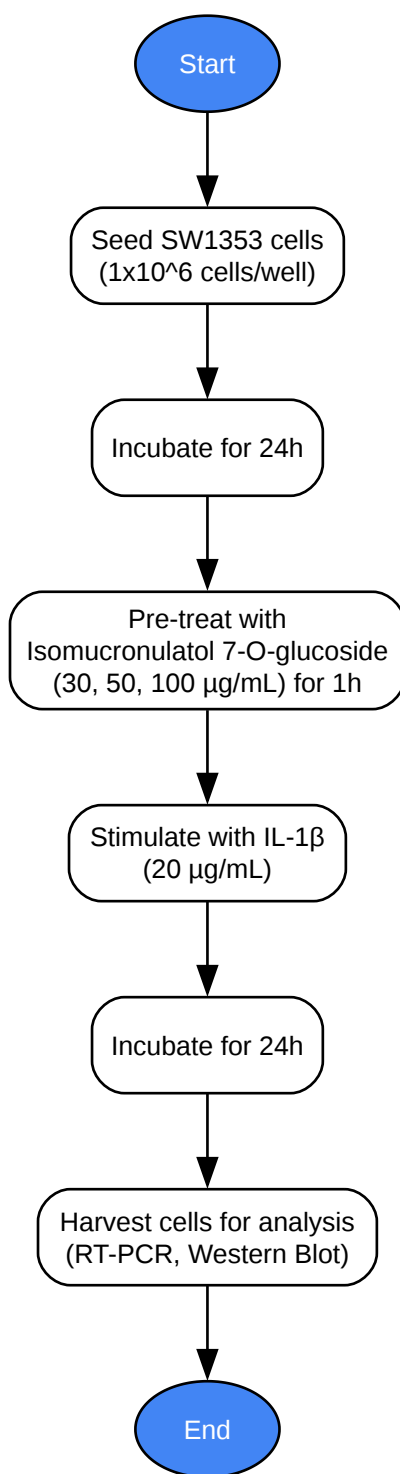 Start
Seed SW1353 cells
(1x10^6 cells/well)
Incubate for 24h
Pre-treat with
Isomucronulatol 7-O-glucoside
(30, 50, 100 µg/mL) for 1h
Stimulate with IL-1β
(20 µg/mL)
Incubate for 24h
Harvest cells for analysis
(RT-PCR, Western Blot)
End